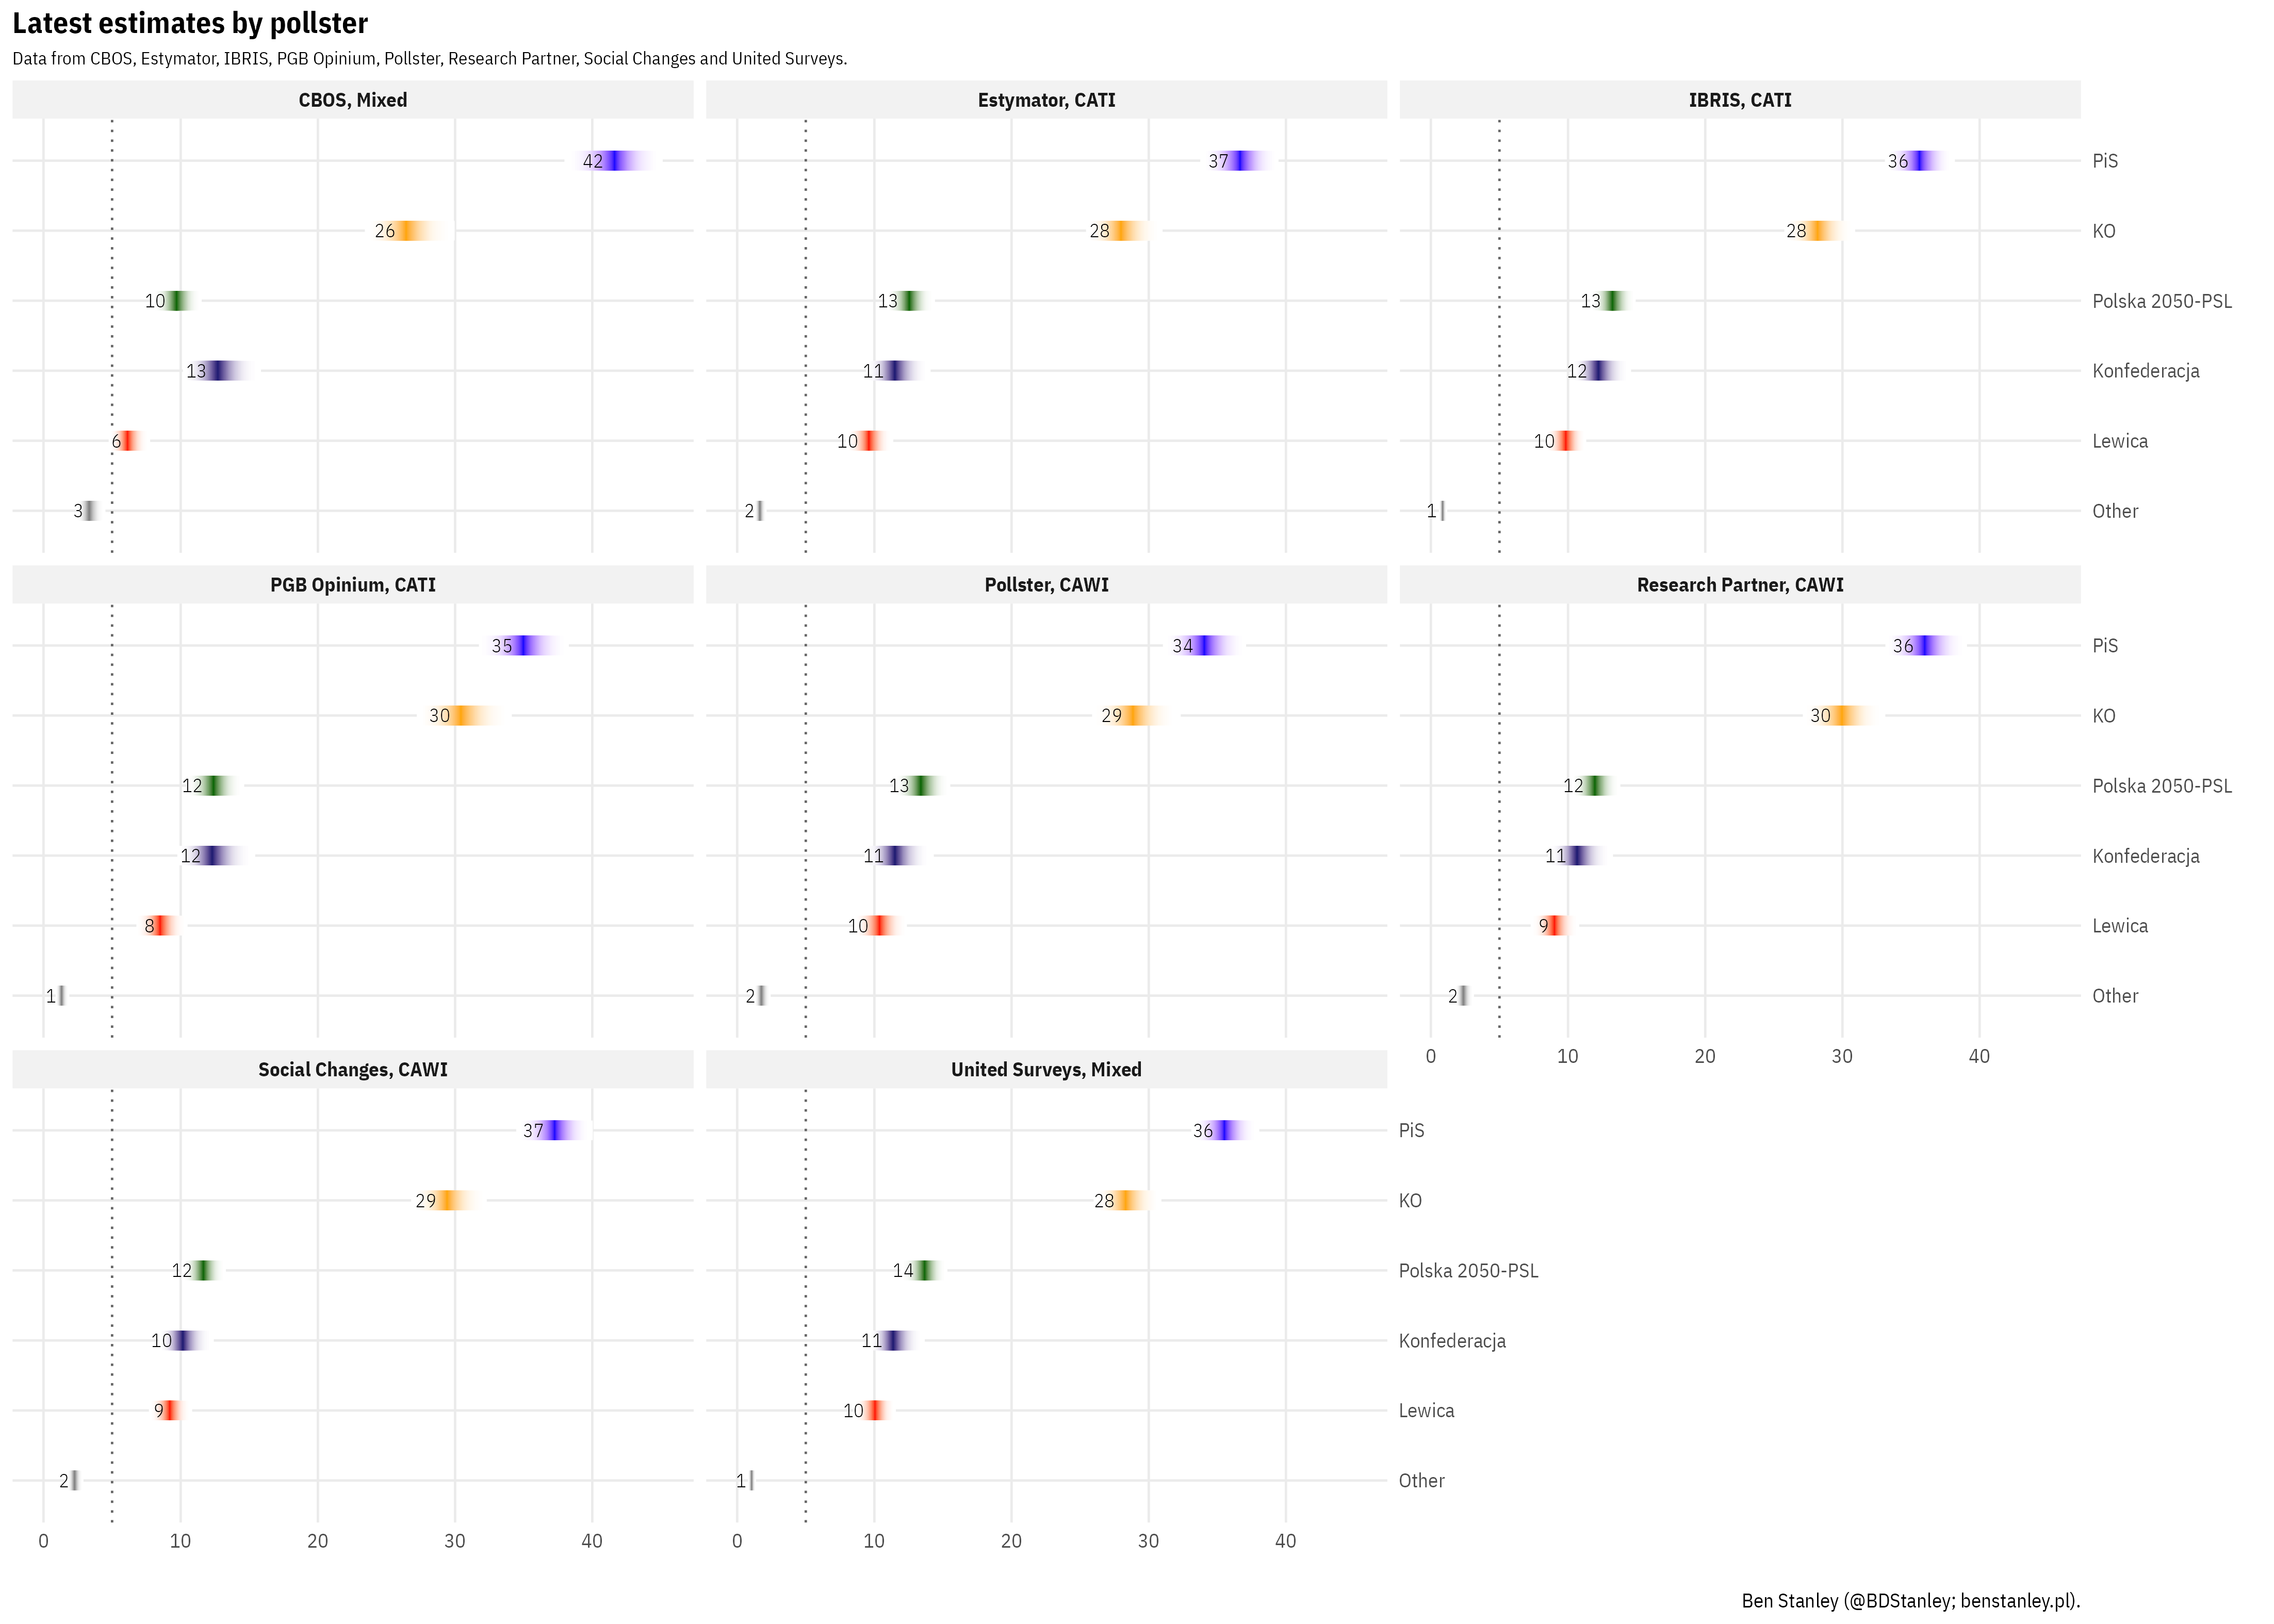 Latest estimates by pollster
Data from CBOS, Estymator, IBRIS, PGB Opinium, Pollster, Research Partner, Social Changes and United Surveys.
CBOS, Mixed Estymator, CATI IBRIS, CATI
42 37 36 PiS
26 28 28 KO
10 13 13 Polska 2050-PSL
13 11 12 Konfederacja
6 10 10 Lewica
3 2 1 Other
PGB Opinium, CATI Pollster, CAWI Research Partner, CAWI
35 34 36 PiS
30 29 30 KO
12 13 12 Polska 2050-PSL
12 11 11 Konfederacja
8 10 9 Lewica
1 2 2 Other
0 10 20 30 40
Social Changes, CAWI United Surveys, Mixed
37 36 PiS
29 28 KO
12 14 Polska 2050-PSL
10 11 Konfederacja
9 10 Lewica
2 1 Other
0 10 20 30 40 0 10 20 30 40
Ben Stanley (@BDStanley; benstanley.pl).